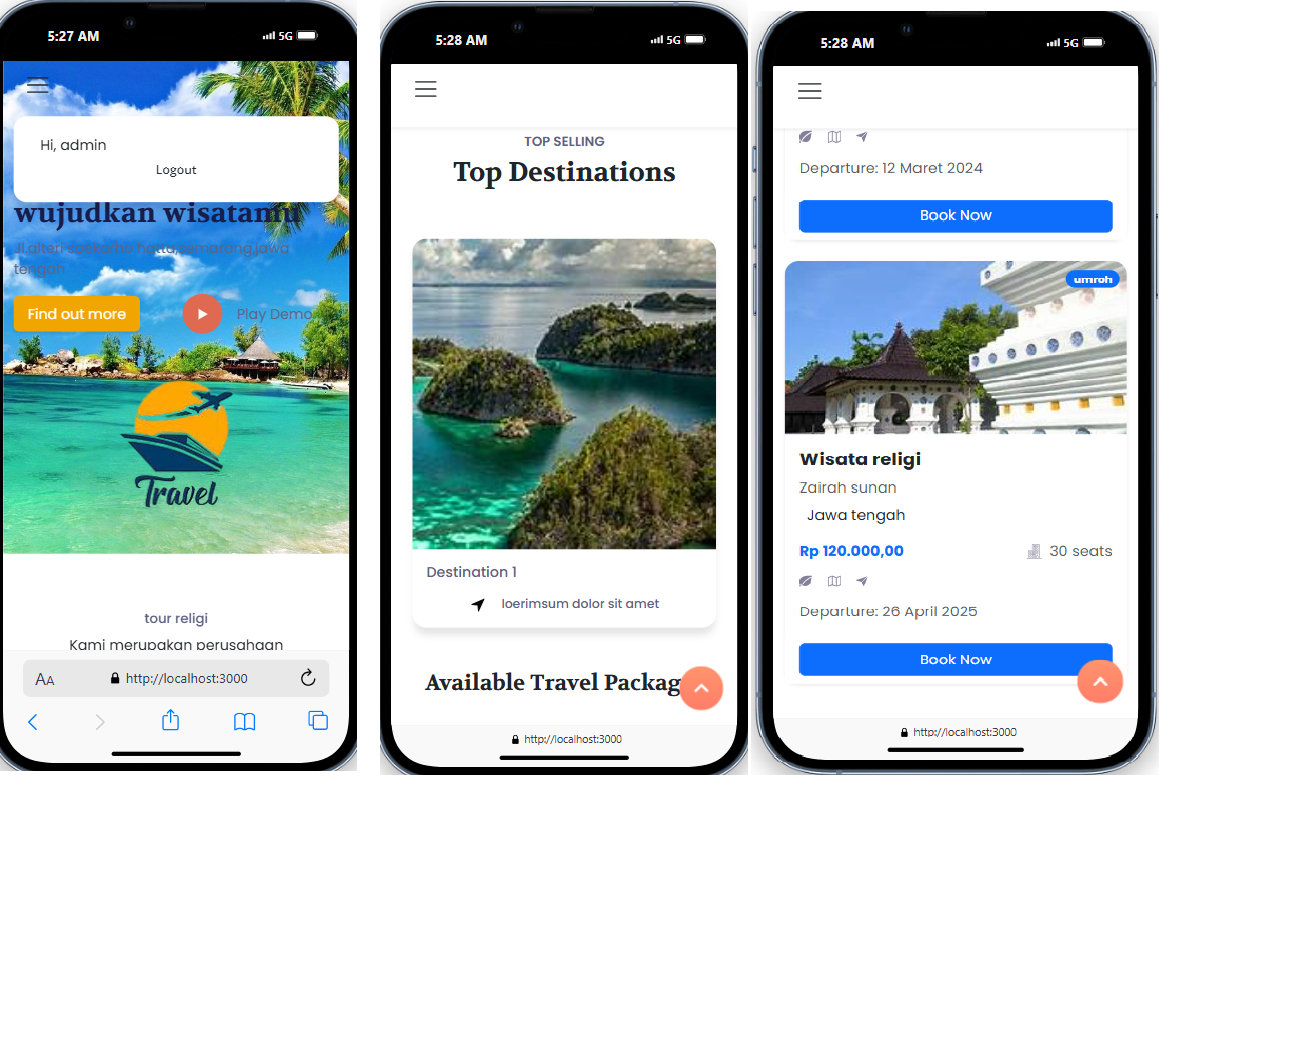 5:27 AM
5G
Hi, admin
Logout
wujudkan wisatamu
Jl.alteri soekarno hatta,semarang,jawa
tengah
Find out more
Play Demo
Travel
tour religi
Kami merupakan perusahaan
AA
http://localhost:3000
5:28 AM
5G
TOP SELLING
Top Destinations
Destination 1
loerimsum dolor sit amet
Available Travel Packag
http://localhost:3000
5:28 AM
5G
Departure: 12 Maret 2024
Book Now
umroh
Wisata religi
Zairah sunan
Jawa tengah
Rp 120.000,00
30 seats
Departure: 26 April 2025
Book Now
http://localhost:3000